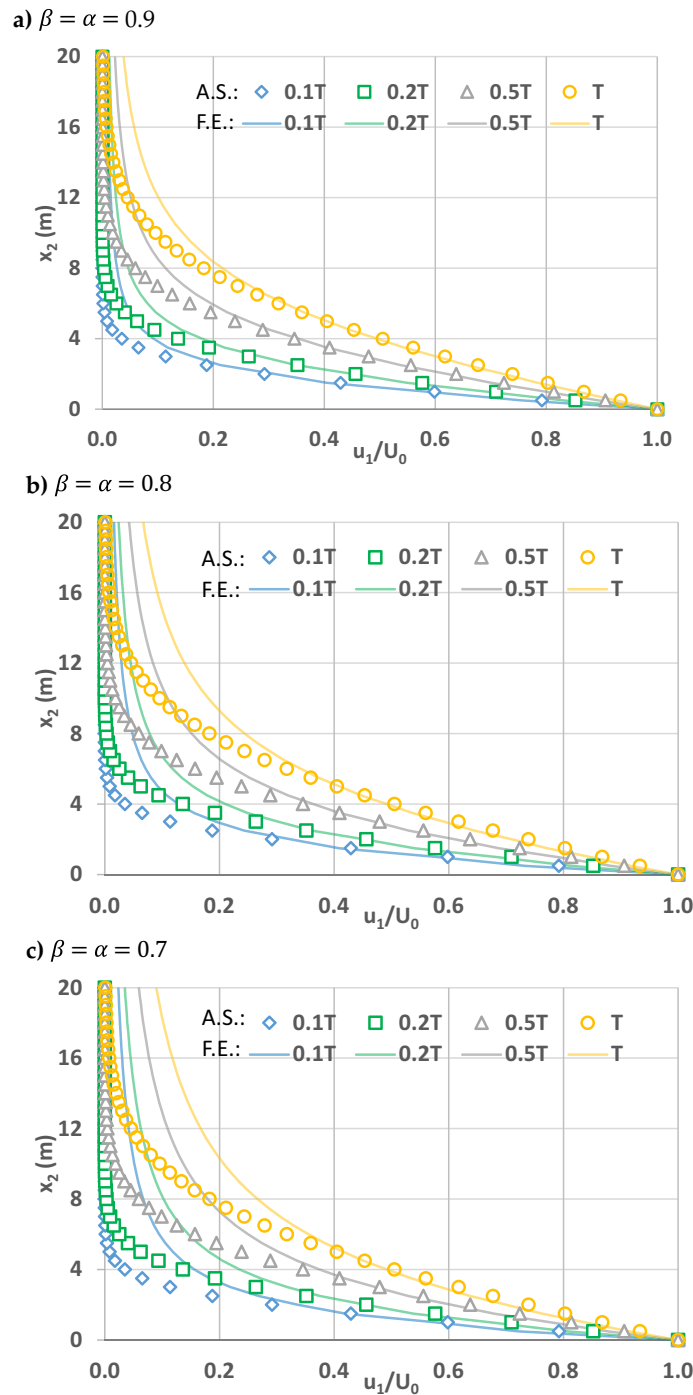 a) β = α = 0.9
20
16
12
8
4
0
x₂ (m)
A.S.: 0.1T 0.2T 0.5T T
F.E.: 0.1T 0.2T 0.5T T
0.0 0.2 0.4 0.6 0.8 1.0
u₁/U₀
b) β = α = 0.8
20
16
12
8
4
0
x₂ (m)
A.S.: 0.1T 0.2T 0.5T T
F.E.: 0.1T 0.2T 0.5T T
0.0 0.2 0.4 0.6 0.8 1.0
u₁/U₀
c) β = α = 0.7
20
16
12
8
4
0
x₂ (m)
A.S.: 0.1T 0.2T 0.5T T
F.E.: 0.1T 0.2T 0.5T T
0.0 0.2 0.4 0.6 0.8 1.0
u₁/U₀